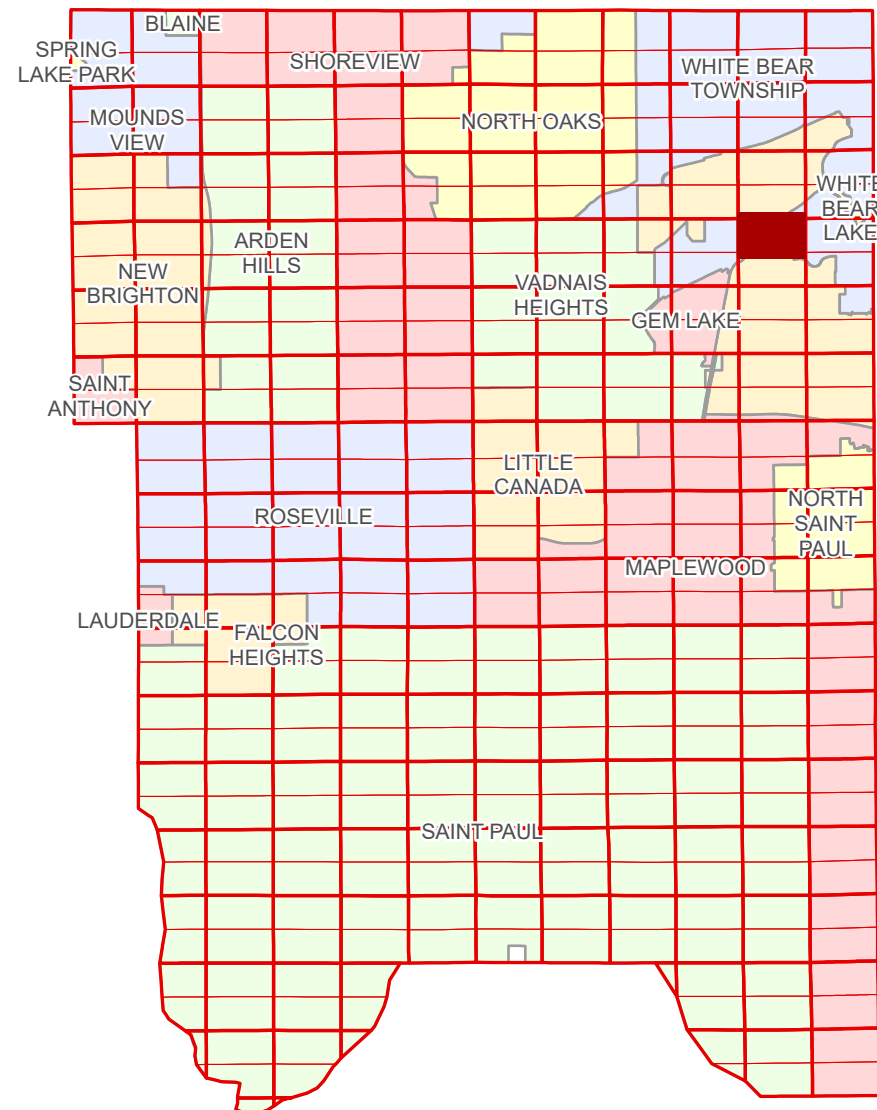 BLAINE
SPRING
LAKE PARK
SHOREVIEW
WHITE BEAR
TOWNSHIP
MOUNDS
VIEW
NORTH OAKS
WHITE
BEAR
LAKE
ARDEN
HILLS
NEW
BRIGHTON
VADNAIS
HEIGHTS
GEM LAKE
SAINT
ANTHONY
LITTLE
CANADA
ROSEVILLE
NORTH
SAINT
PAUL
MAPLEWOOD
LAUDERDALE
FALCON
HEIGHTS
SAINT PAUL